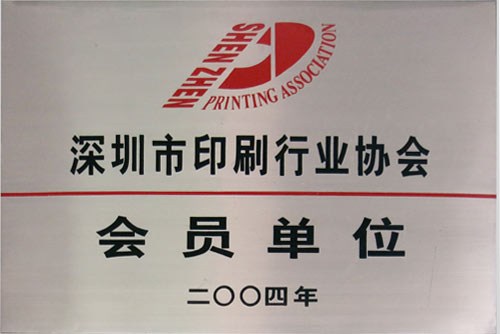 SHEN ZHEN
PRINTING ASSOCIATION
深圳市印刷行业协会
会员单位
二〇〇四年